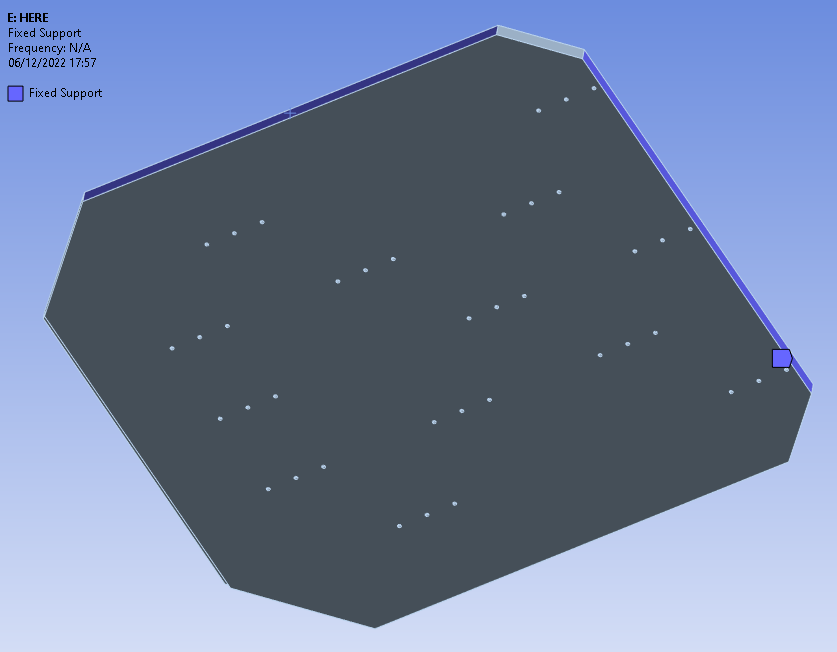 E: HERE
Fixed Support
Frequency: N/A
06/12/2022 17:57
Fixed Support